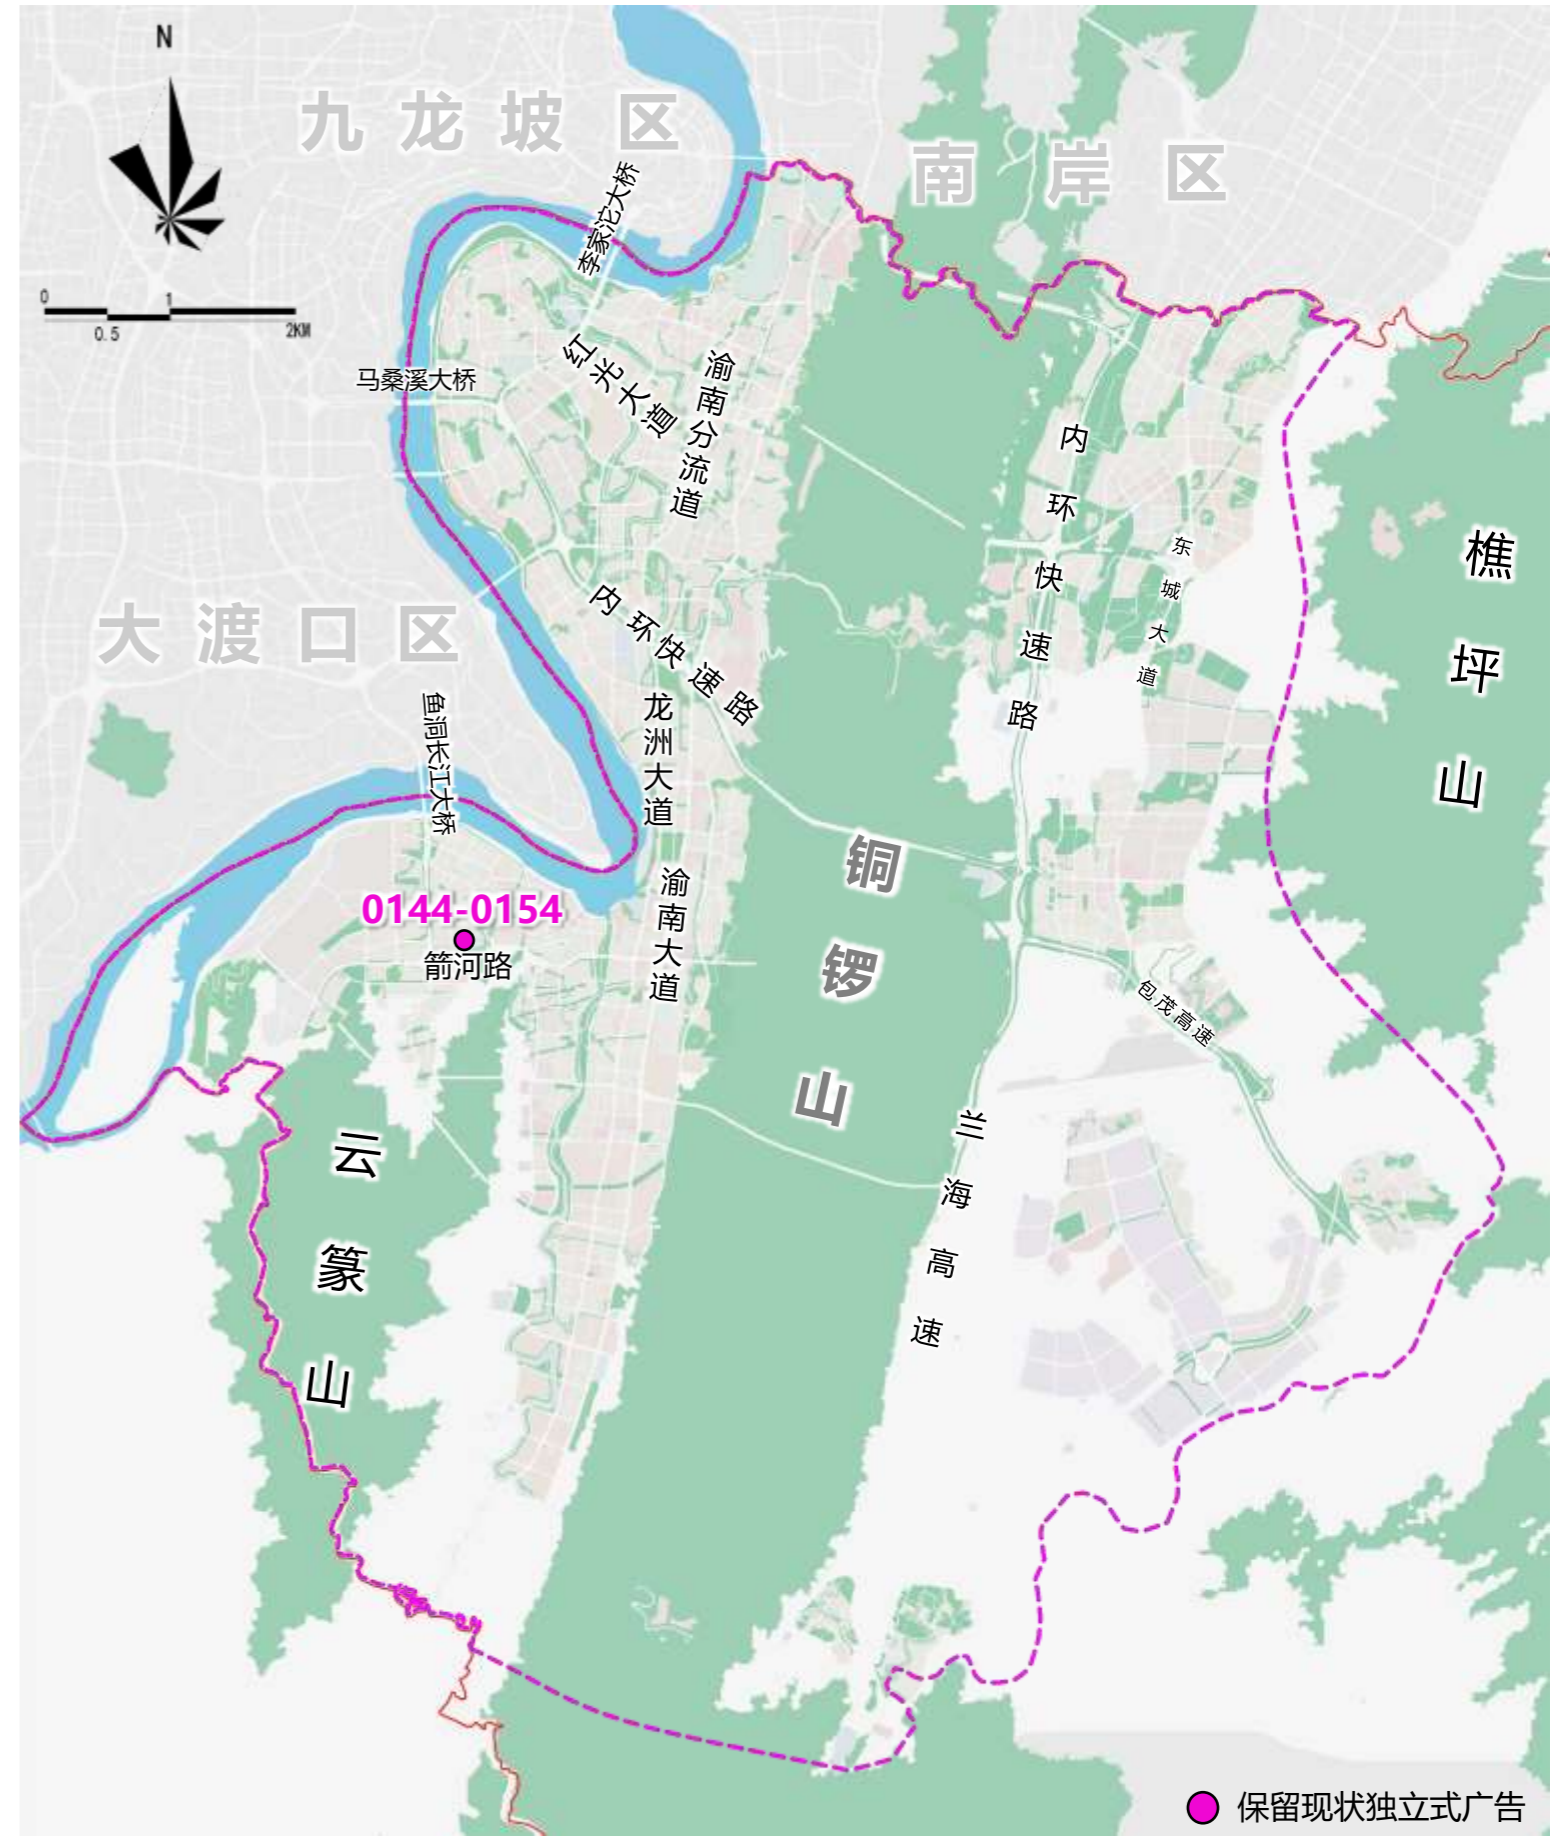 N
九龙坡区
南岸区
李家沱大桥
0
1
0.5
2KM
马桑溪大桥
红光大道
渝南分流道
内环快速路
东城大道
樵坪山
大渡口区
内环快速路
龙洲大道
鱼洞长江大桥
铜锣山
渝南大道
0144-0154
箭河路
包茂高速
兰海高速
云篆山
保留现状独立式广告